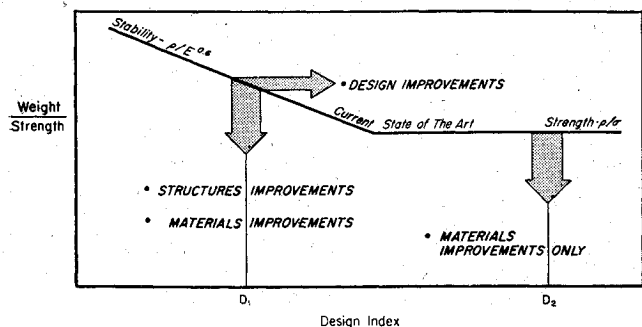 Stability - ρ/E^0.6
• DESIGN IMPROVEMENTS
Weight
Strength
Current State of The Art
Strength-ρ/σ
• STRUCTURES IMPROVEMENTS
• MATERIALS IMPROVEMENTS
• MATERIALS
IMPROVEMENTS ONLY
D₁
D₂
Design Index